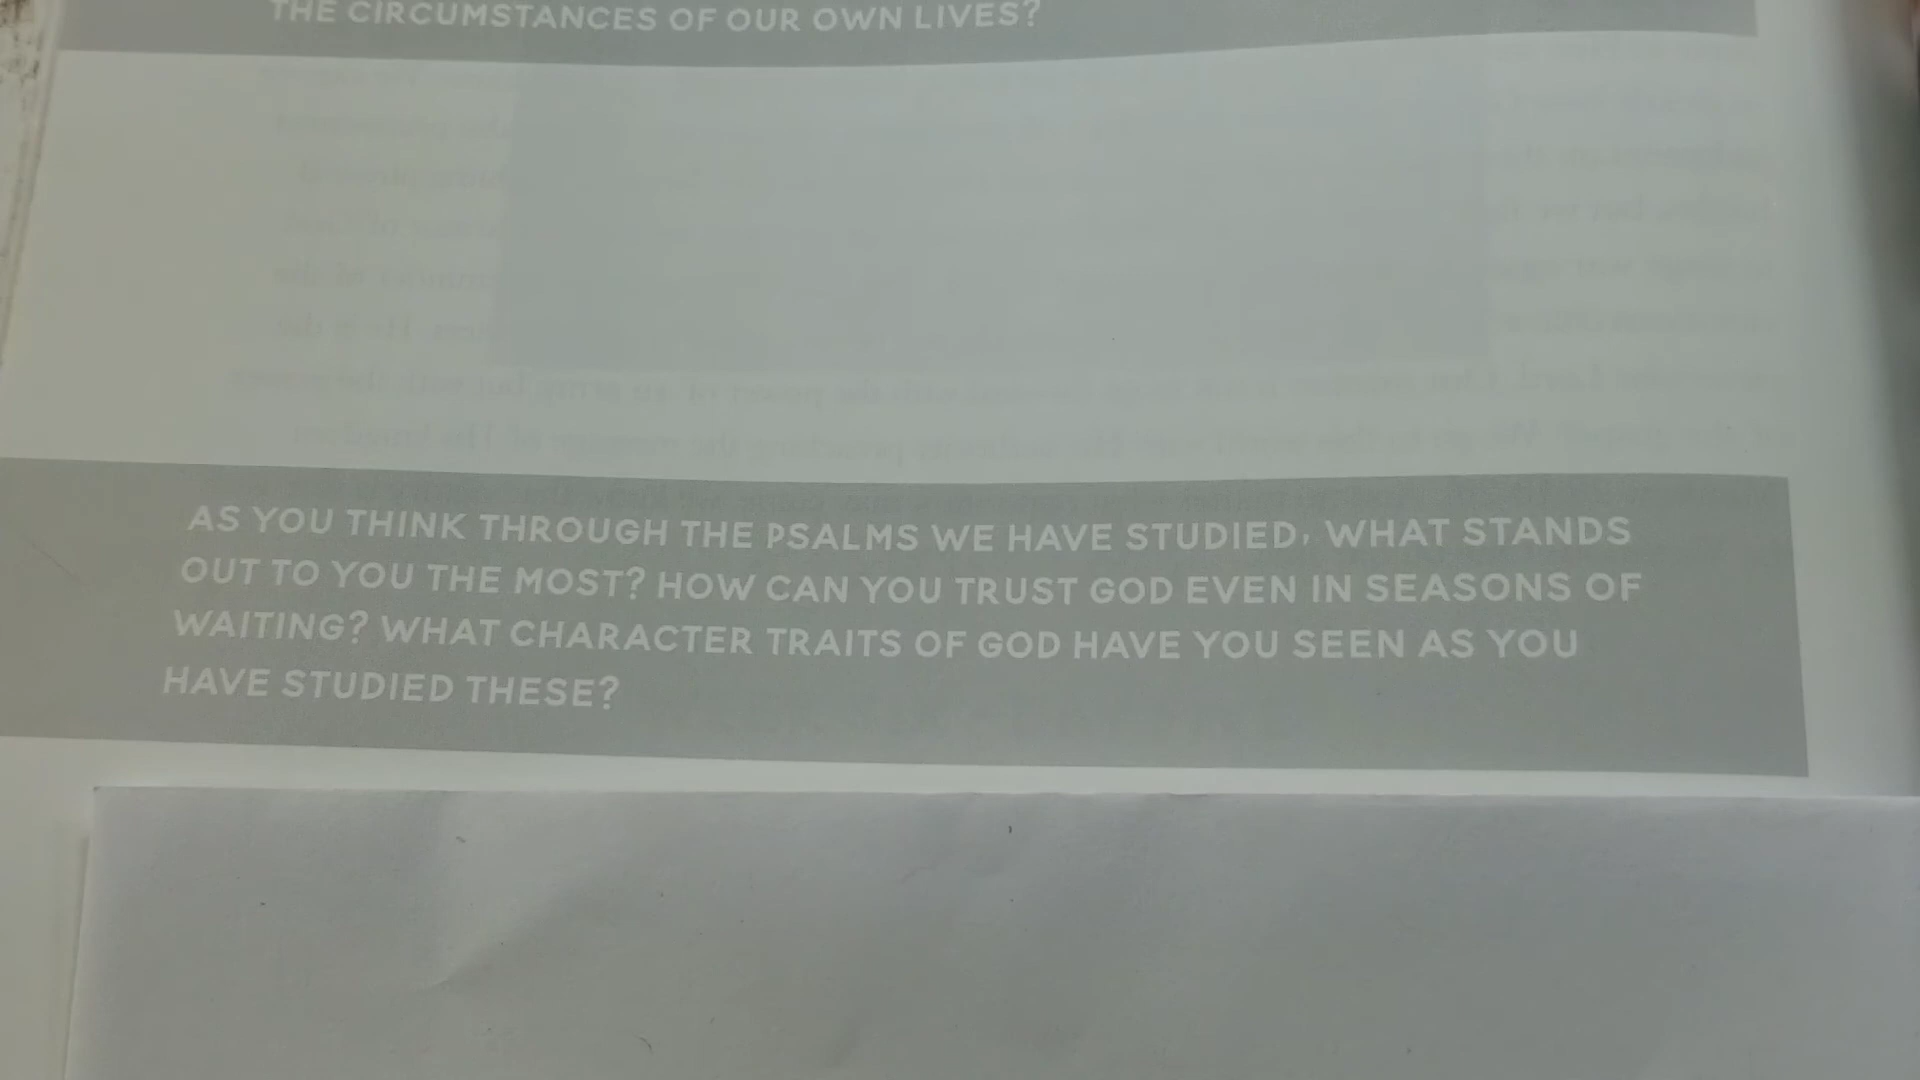 THE CIRCUMSTANCES OF OUR OWN LIVES?
AS YOU THINK THROUGH THE PSALMS WE HAVE STUDIED, WHAT STANDS
OUT TO YOU THE MOST? HOW CAN YOU TRUST GOD EVEN IN SEASONS OF
WAITING? WHAT CHARACTER TRAITS OF GOD HAVE YOU SEEN AS YOU
HAVE STUDIED THESE?